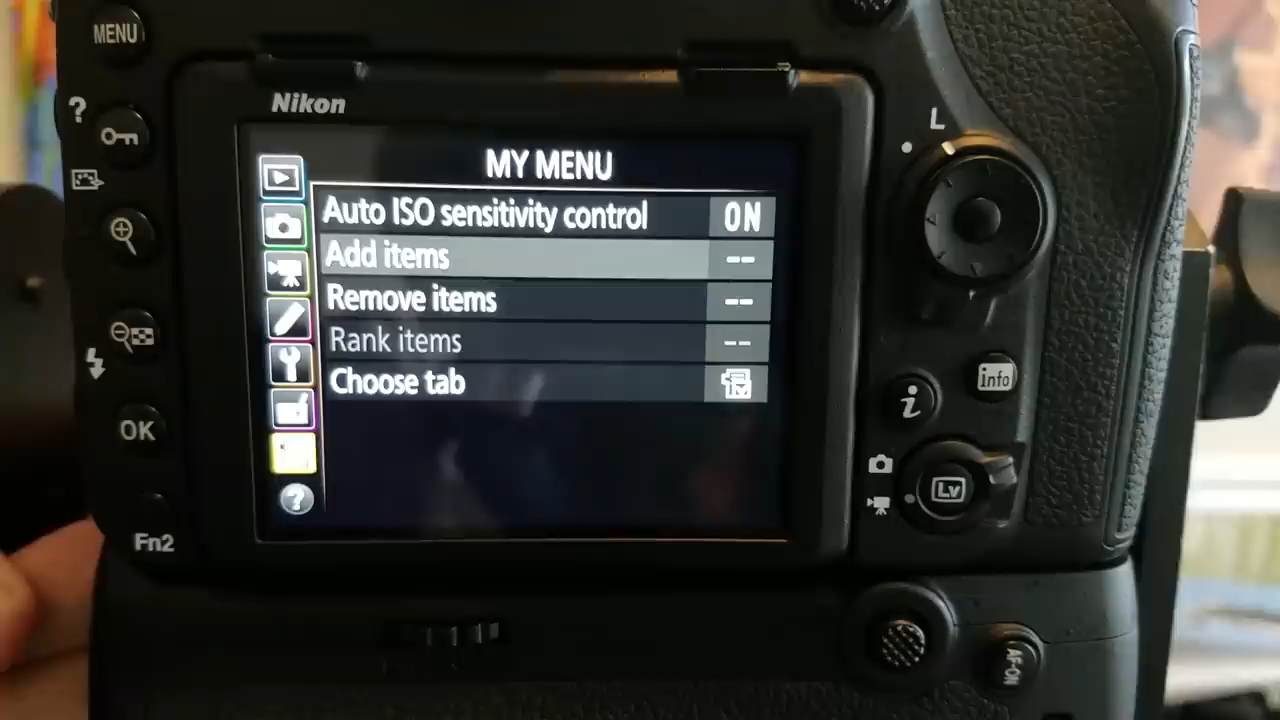 MENU
Nikon
?
L
MY MENU
Auto ISO sensitivity control ON
Add items --
Remove items --
Rank items --
Choose tab
?
info
i
OK
Lv
Fn2
AF-ON